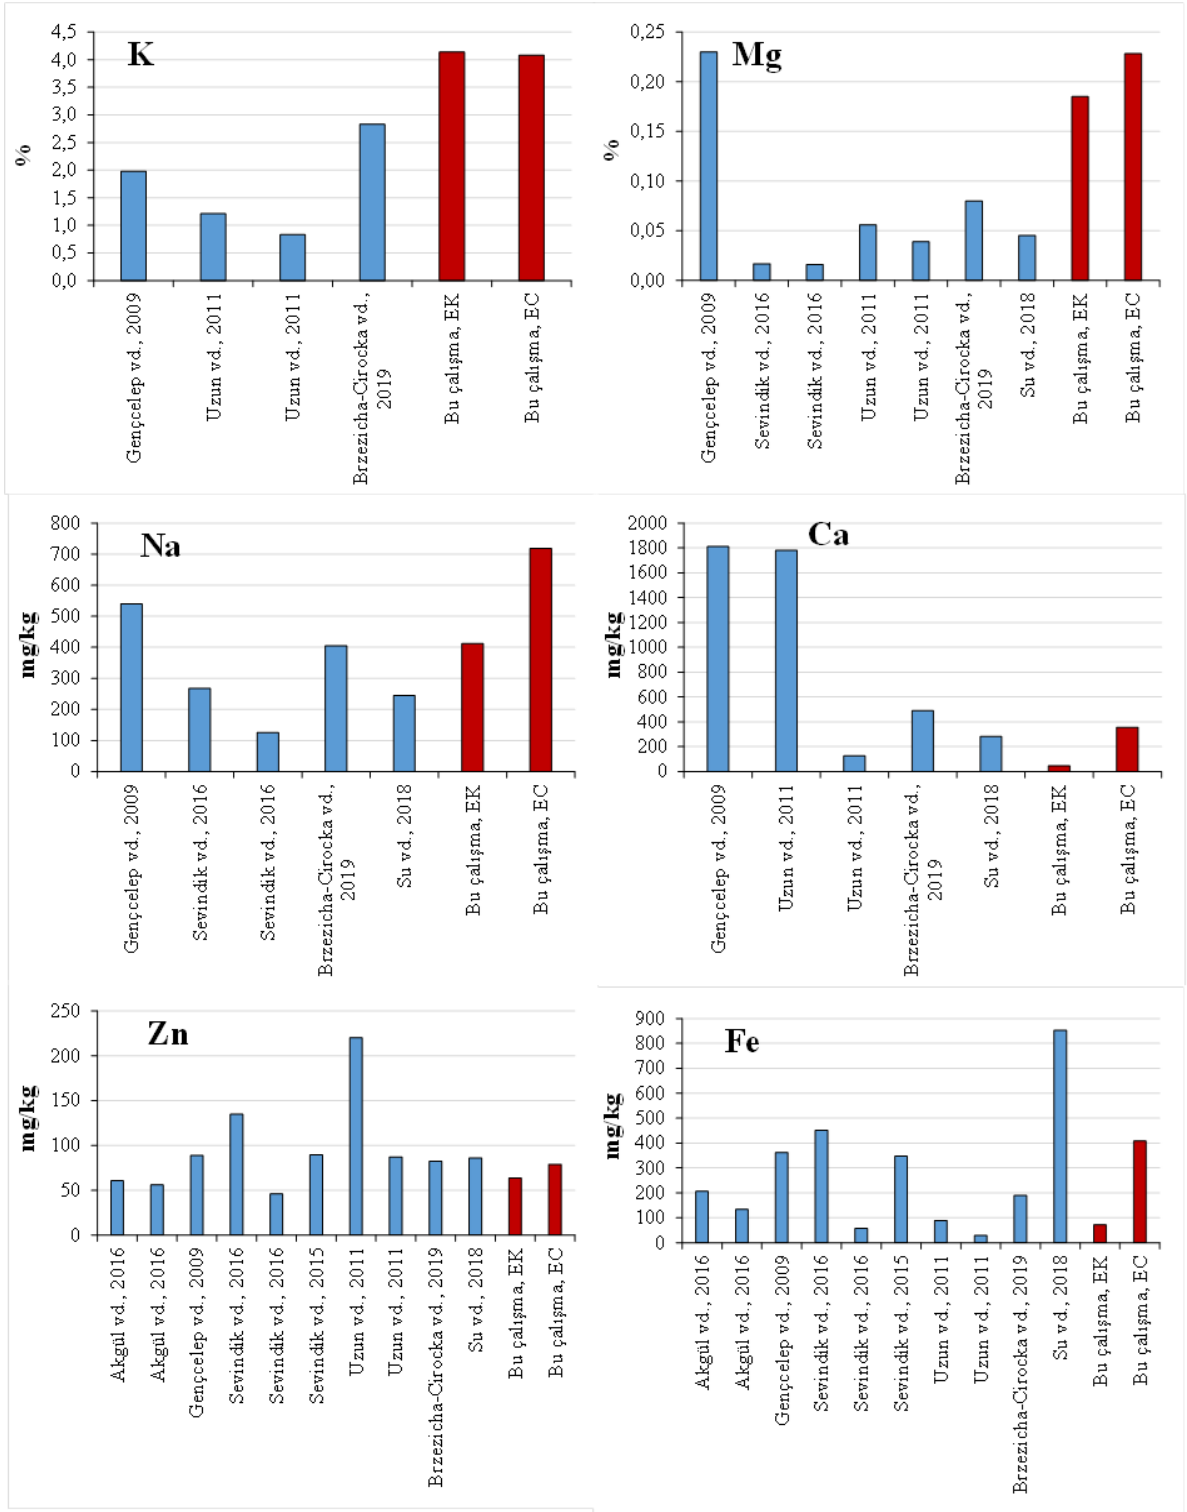 K
%
4,5
4,0
3,5
3,0
2,5
2,0
1,5
1,0
0,5
0,0
Gençcelep vd., 2009
Uzun vd., 2011
Uzun vd., 2011
Brzezicha-Cirocka vd.,
2019
Bu çalışma, EK
Bu çalışma, EC
Mg
%
0,25
0,20
0,15
0,10
0,05
0,00
Gençcelep vd., 2009
Sevindik vd., 2016
Sevindik vd., 2016
Uzun vd., 2011
Uzun vd., 2011
Brzezicha-Cirocka vd.,
2019
Su vd., 2018
Bu çalışma, EK
Bu çalışma, EC
Na
mg/kg
800
700
600
500
400
300
200
100
0
Gençcelep vd., 2009
Sevindik vd., 2016
Sevindik vd., 2016
Brzezicha-Cirocka vd.,
2019
Su vd., 2018
Bu çalışma, EK
Bu çalışma, EC
Ca
mg/kg
2000
1800
1600
1400
1200
1000
800
600
400
200
0
Gençcelep vd., 2009
Uzun vd., 2011
Uzun vd., 2011
Brzezicha-Cirocka vd.,
2019
Su vd., 2018
Bu çalışma, EK
Bu çalışma, EC
Zn
mg/kg
250
200
150
100
50
0
Akgül vd., 2016
Akgül vd., 2016
Gençcelep vd., 2009
Sevindik vd., 2016
Sevindik vd., 2016
Sevindik vd., 2015
Uzun vd., 2011
Uzun vd., 2011
Brzezicha-Cirocka vd., 2019
Su vd., 2018
Bu çalışma, EK
Bu çalışma, EC
Fe
mg/kg
900
800
700
600
500
400
300
200
100
0
Akgül vd., 2016
Akgül vd., 2016
Gençcelep vd., 2009
Sevindik vd., 2016
Sevindik vd., 2016
Sevindik vd., 2015
Uzun vd., 2011
Uzun vd., 2011
Brzezicha-Cirocka vd., 2019
Su vd., 2018
Bu çalışma, EK
Bu çalışma, EC